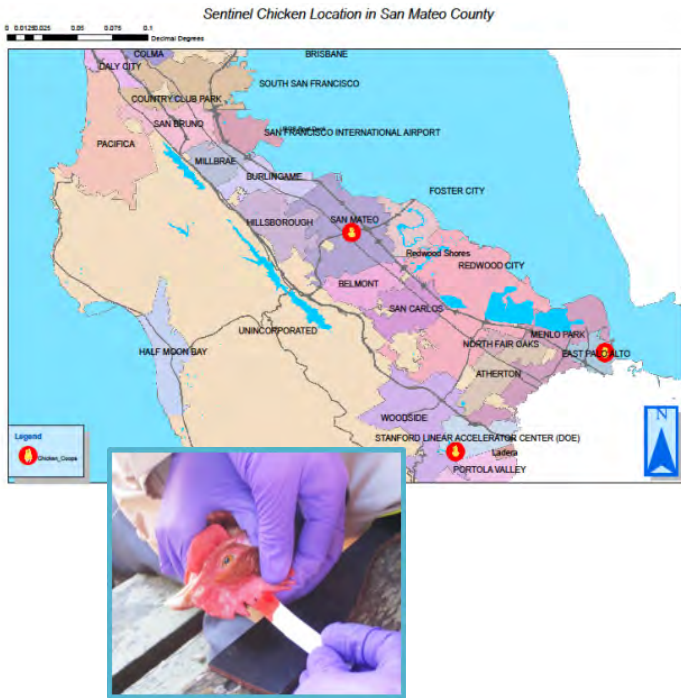 Sentinel Chicken Location in San Mateo County
0 0.01250.025 0.05 0.075 0.1
Decimal Degrees
COLMA
BRISBANE
DALY CITY
SOUTH SAN FRANCISCO
COUNTRY CLUB PARK
SAN BRUNO
SAN FRANCISCO INTERNATIONAL AIRPORT
PACIFICA
MILLBRAE
BURLINGAME
FOSTER CITY
HILLSBOROUGH
SAN MATEO
Redwood Shores
REDWOOD CITY
BELMONT
SAN CARLOS
UNINCORPORATED
MENLO PARK
HALF MOON BAY
NORTH FAIR OAKS
EAST PALO ALTO
ATHERTON
WOODSIDE
STANFORD LINEAR ACCELERATOR CENTER (DOE)
Ladera
PORTOLA VALLEY
Legend
Chicken_Coops